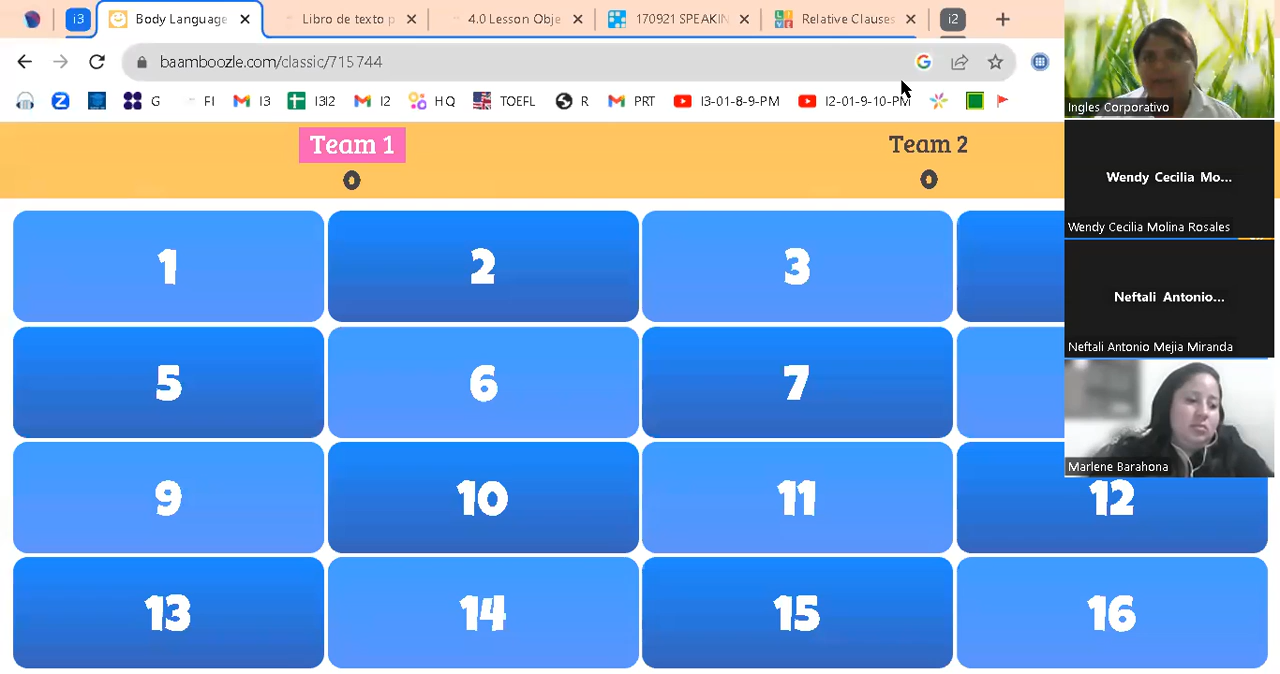 i3 Body Language Libro de texto p 4.0 Lesson Obje 170921 SPEAKIN Relative Clauses i2
baamboozle.com/classic/715744
G FI I3 I3I2 I2 HQ TOEFL R PRT I3-01-8-9-PM I2-01-9-10-PM
Team 1 Team 2
0 0
1 2 3
5 6 7
9 10 11 12
13 14 15 16
Ingles Corporativo
Wendy Cecilia Mo...
Wendy Cecilia Molina Rosales
Neftali Antonio...
Neftali Antonio Mejia Miranda
Marlene Barahona